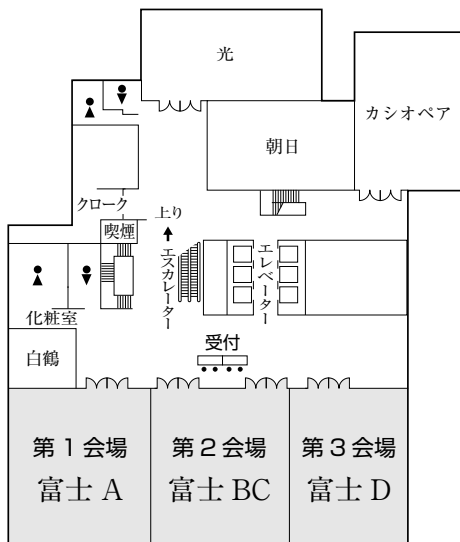 光
カシオペア
朝日
クローク
上り
喫煙
エスカレーター
エレベーター
化粧室
受付
白鶴
第1会場
富士 A
第2会場
富士 BC
第3会場
富士 D